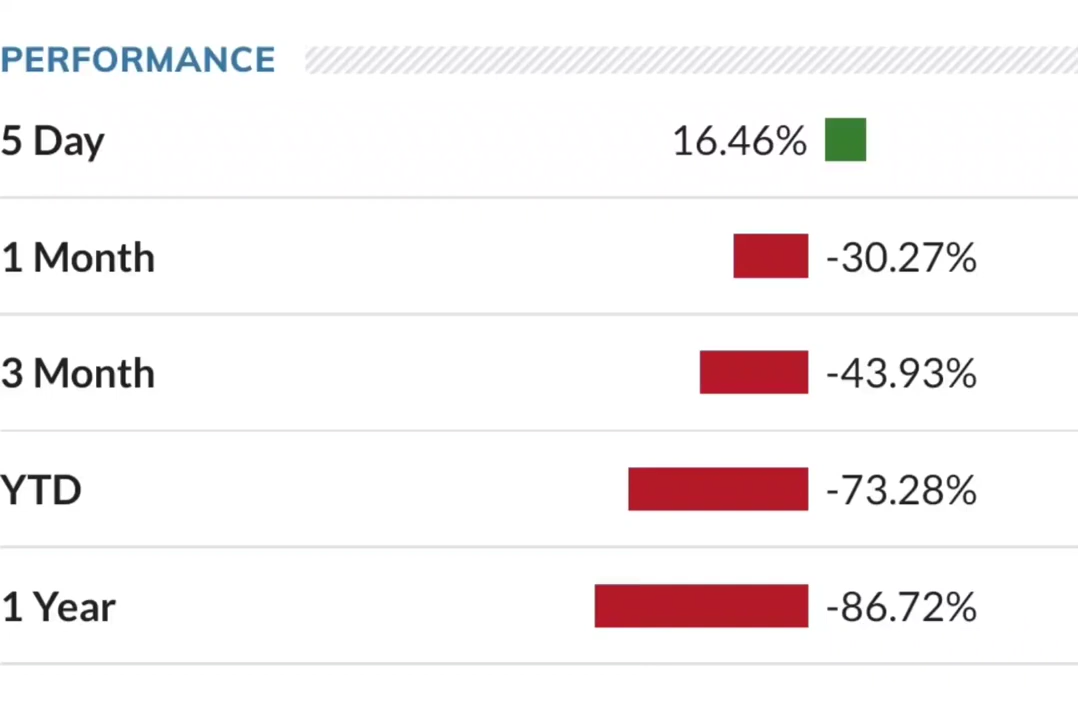 PERFORMANCE
5 Day 16.46%
1 Month -30.27%
3 Month -43.93%
YTD -73.28%
1 Year -86.72%